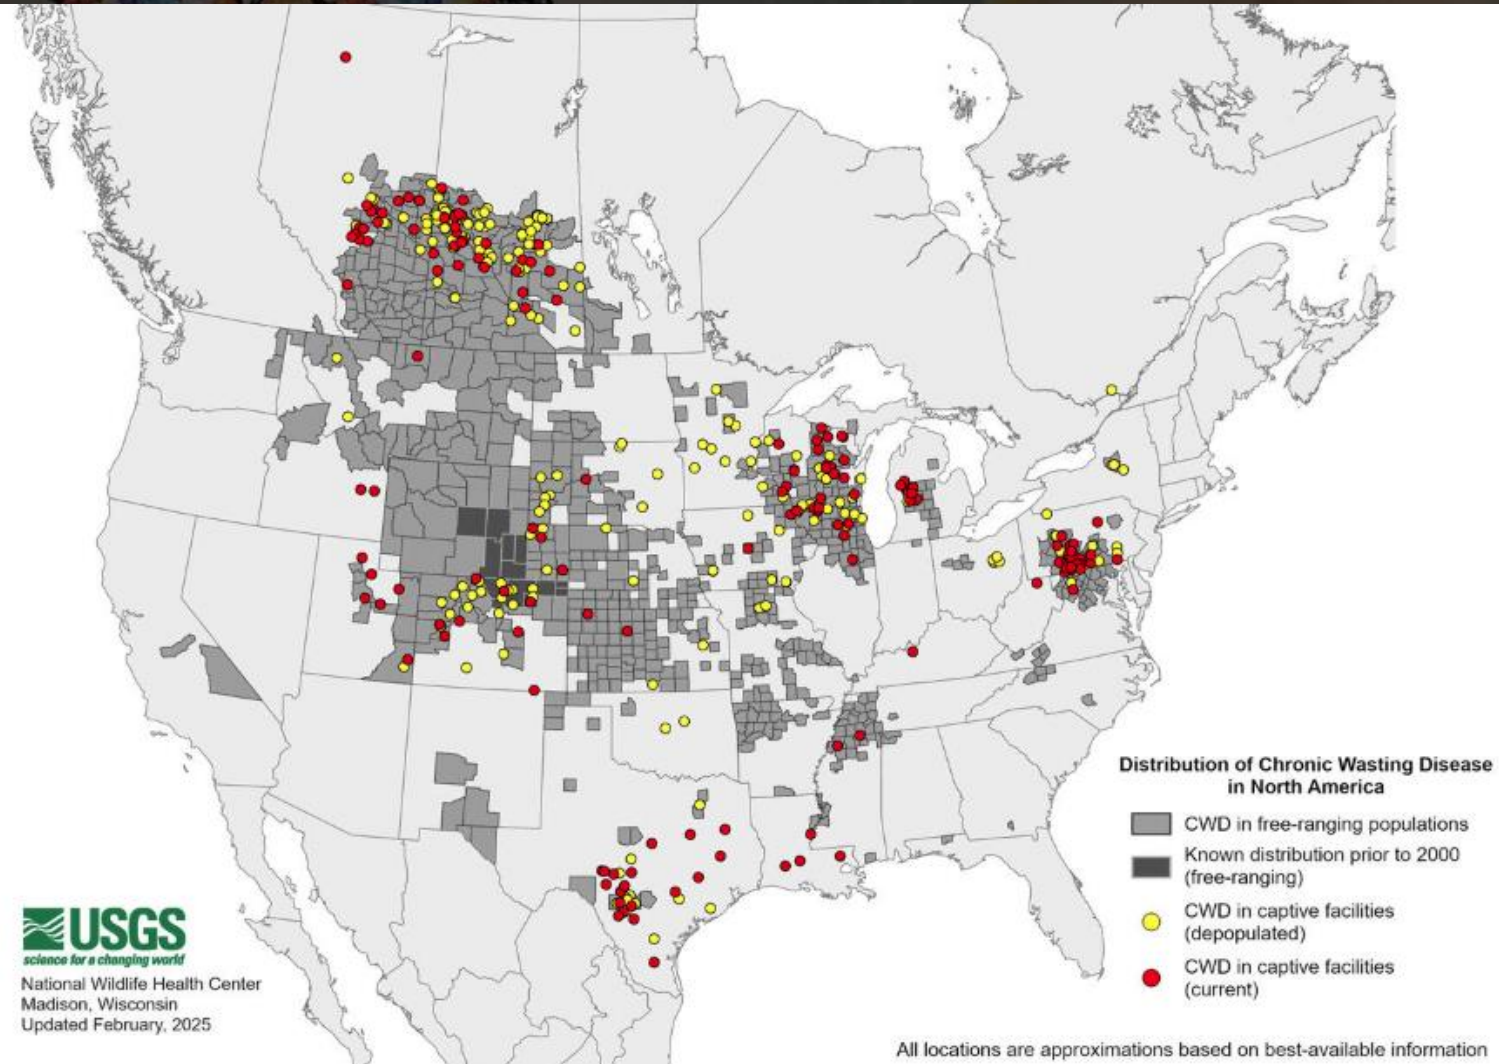 Distribution of Chronic Wasting Disease
in North America
CWD in free-ranging populations
Known distribution prior to 2000
(free-ranging)
CWD in captive facilities
(depopulated)
CWD in captive facilities
(current)
USGS
science for a changing world
National Wildlife Health Center
Madison, Wisconsin
Updated February, 2025
All locations are approximations based on best-available information